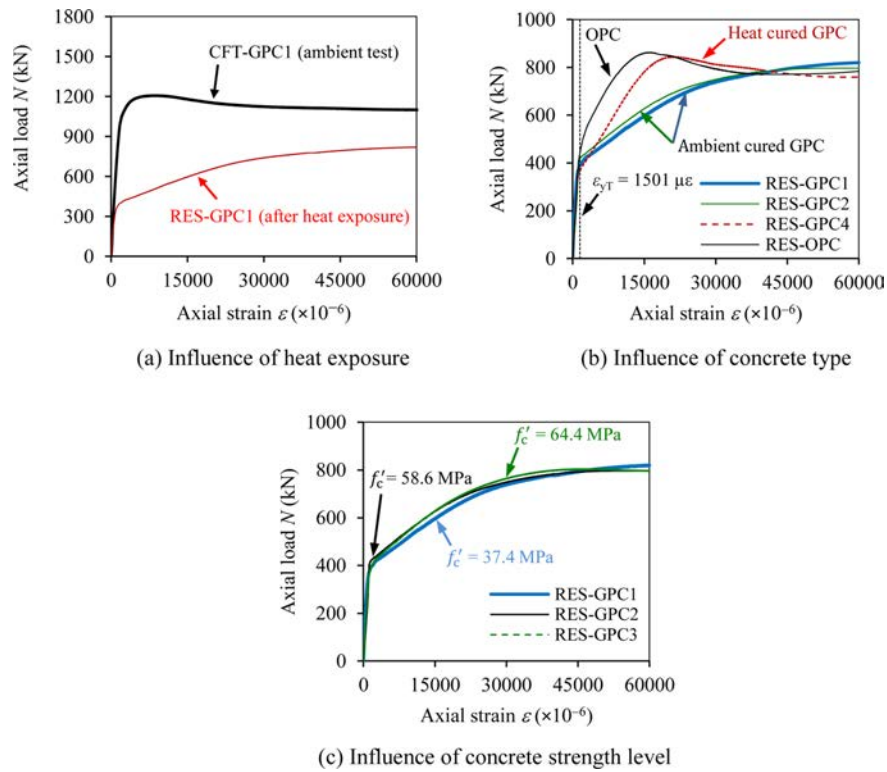 1800
1500
1200
900
600
300
0
Axial load N (kN)
CFT-GPC1 (ambient test)
RES-GPC1 (after heat exposure)
0 15000 30000 45000 60000
Axial strain ε (×10⁻⁶)
(a) Influence of heat exposure
1000
800
600
400
200
0
Axial load N (kN)
OPC
Heat cured GPC
Ambient cured GPC
εyT = 1501 με
RES-GPC1
RES-GPC2
RES-GPC4
RES-OPC
0 15000 30000 45000 60000
Axial strain ε (×10⁻⁶)
(b) Influence of concrete type
1000
800
600
400
200
0
Axial load N (kN)
f′c = 64.4 MPa
f′c = 58.6 MPa
f′c = 37.4 MPa
RES-GPC1
RES-GPC2
RES-GPC3
0 15000 30000 45000 60000
Axial strain ε (×10⁻⁶)
(c) Influence of concrete strength level